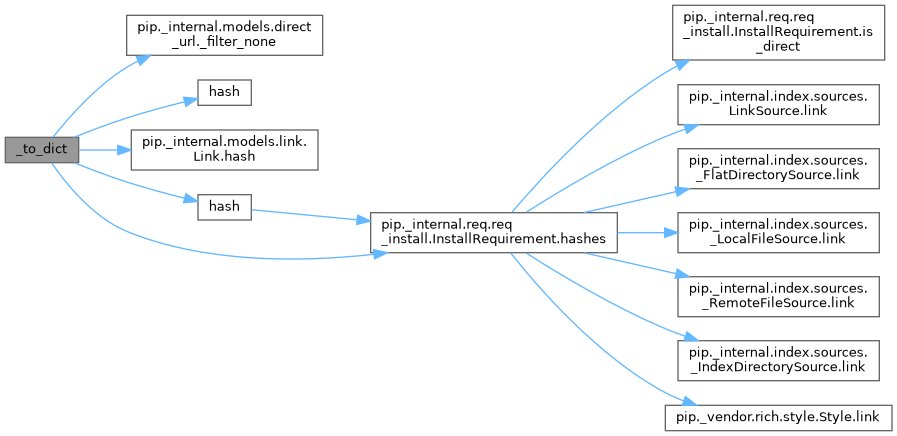 _to_dict
pip._internal.models.direct
_url._filter_none
hash
pip._internal.models.link.
Link.hash
hash
pip._internal.req.req
_install.InstallRequirement.hashes
pip._internal.req.req
_install.InstallRequirement.is
_direct
pip._internal.index.sources.
LinkSource.link
pip._internal.index.sources.
_FlatDirectorySource.link
pip._internal.index.sources.
_LocalFileSource.link
pip._internal.index.sources.
_RemoteFileSource.link
pip._internal.index.sources.
_IndexDirectorySource.link
pip._vendor.rich.style.Style.link